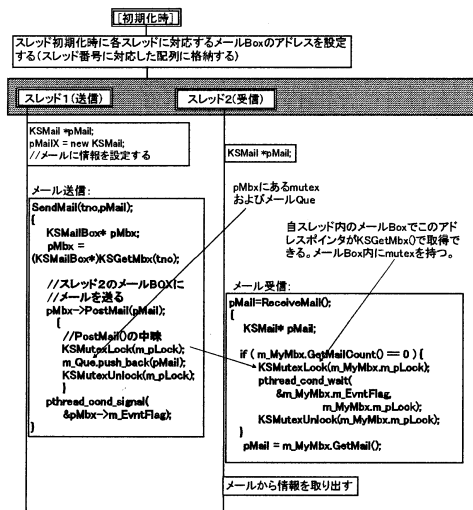 [初期化時]
スレッド初期化時に各スレッドに対応するメールBoxのアドレスを設定
する(スレッド番号に対応した配列に格納する)
スレッド1(送信)
スレッド2(受信)
KSMail *pMail;
pMailX = new KSMail;
//メールに情報を設定する
KSMail *pMail;
メール送信:
SendMail(tno,pMail);
{
KSMailBox* pMbx;
pMbx =
(KSMailBox*)KSGetMbx(tno);
//スレッド2のメールBOXに
//メールを送る
pMbx->PostMail(pMail);
{
//PostMail()の中味
KSMutexLock(m_pLock);
m_Que.push_back(pMail);
KSMutexUnlock(m_pLock);
}
pthread_cond_signal(
&pMbx->m_EvntFlag);
}
pMbxにあるmutex
およびメールQue
自スレッド内のメールBoxでこのア
ドレスポインタがKSGetMbx()で取得で
きる。メールBox内にmutexを持つ。
メール受信:
pMail=ReceiveMail();
{
KSMail* pMail;
if ( m_MyMbx.GetMailCount() == 0 ) {
KSMutexLock(m_MyMbx.m_pLock);
pthread_cond_wait(
&m_MyMbx.m_EvntFlag,
m_MyMbx.m_pLock);
KSMutexUnlock(m_MyMbx.m_pLock);
}
pMail = m_MyMbx.GetMail();
メールから情報を取り出す